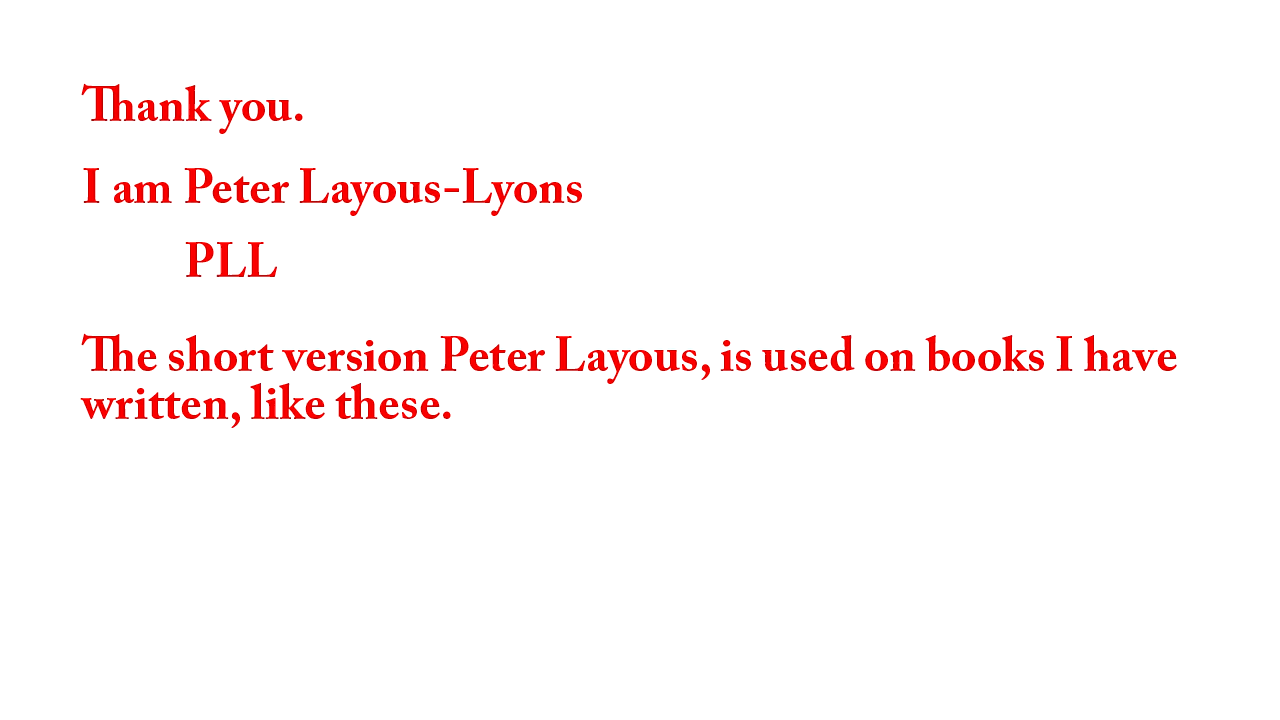 Thank you.
I am Peter Layous-Lyons
PLL
The short version Peter Layous, is used on books I have
written, like these.